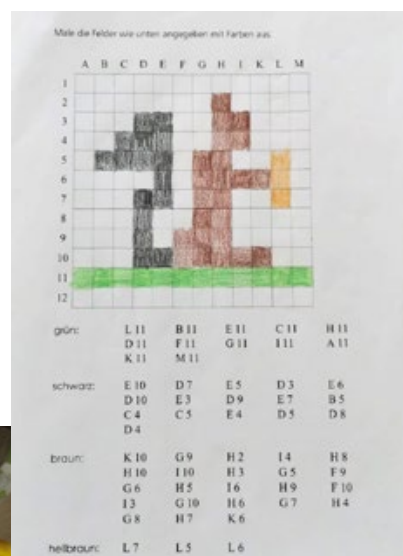 Male die Felder wie unten angegeben mit Farben aus.
A B C D E F G H I K L M
1
2
3
4
5
6
7
8
9
10
11
12
grün: L 11 B 11 E 11 C 11 H 11
D 11 F 11 G 11 I 11 A 11
K 11 M 11
schwarz: E 10 D 7 E 5 D 3 E 6
D 10 E 3 D 9 E 7 B 5
C 4 C 5 E 4 D 5 D 8
D 4
braun: K 10 G 9 H 2 I 4 H 8
H 10 I 10 H 3 G 5 F 9
G 6 H 5 I 6 H 9 F 10
I 3 G 10 H 6 G 7 H 4
G 8 H 7 K 6
hellbraun: L 7 L 5 L 6